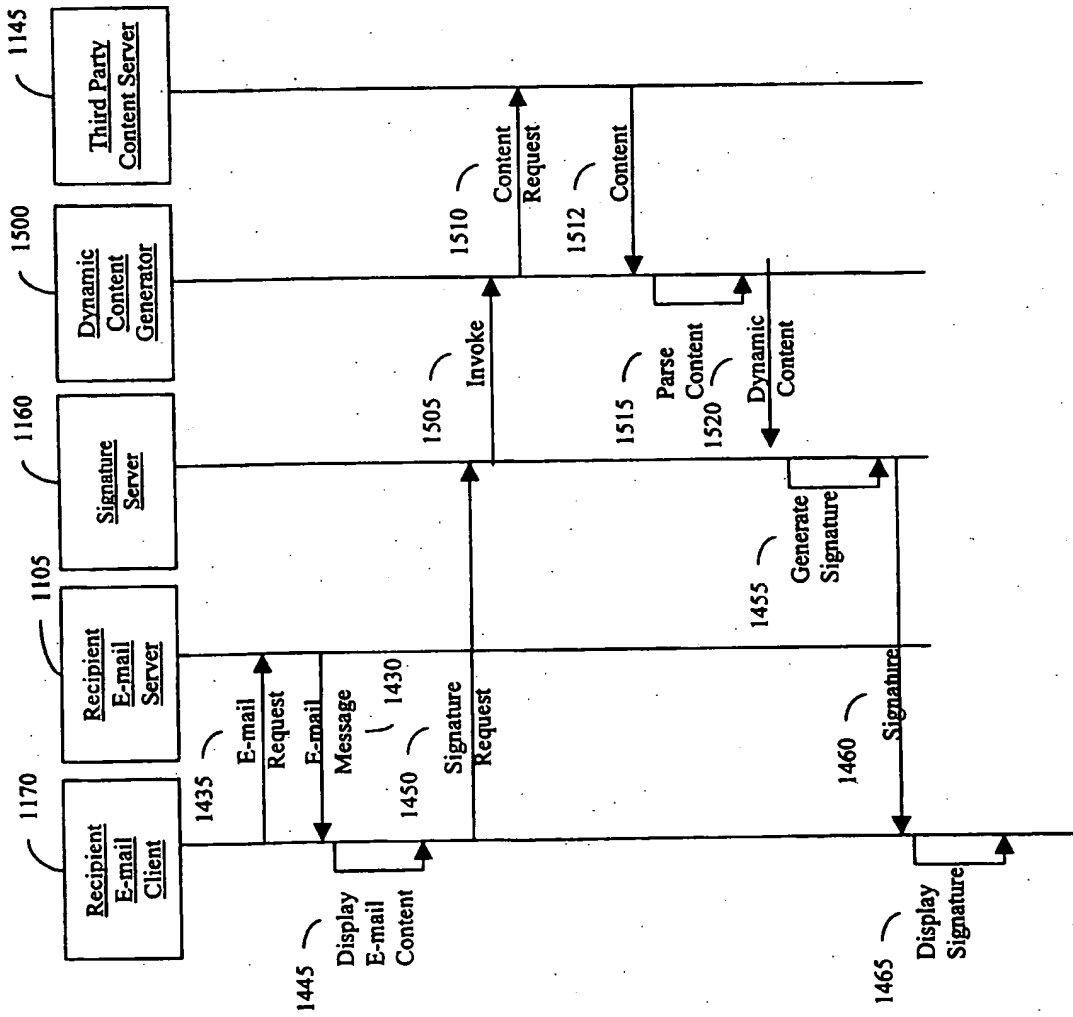 1170
Recipient
E-mail
Client
1105
Recipient
E-mail
Server
1160
Signature
Server
1500
Dynamic
Content
Generator
1145
Third Party
Content Server
1435
E-mail
Request
E-mail
Message
1430
1445
Display
E-mail
Content
1450
Signature
Request
1505
Invoke
1510
Content
Request
1512
Content
1515
Parse
Content
1520
Dynamic
Content
1455
Generate
Signature
1460
Signature
1465
Display
Signature